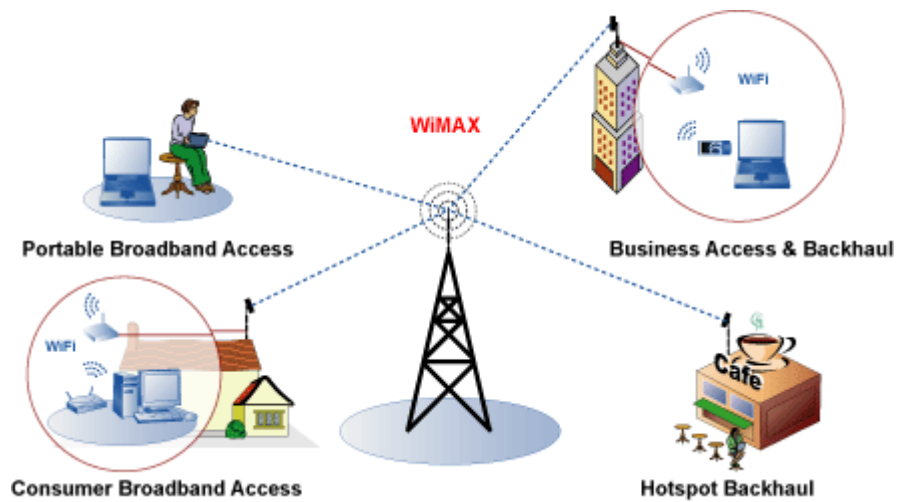 WiFi
WiMAX
Portable Broadband Access
Business Access & Backhaul
WiFi
Cafe
Consumer Broadband Access
Hotspot Backhaul